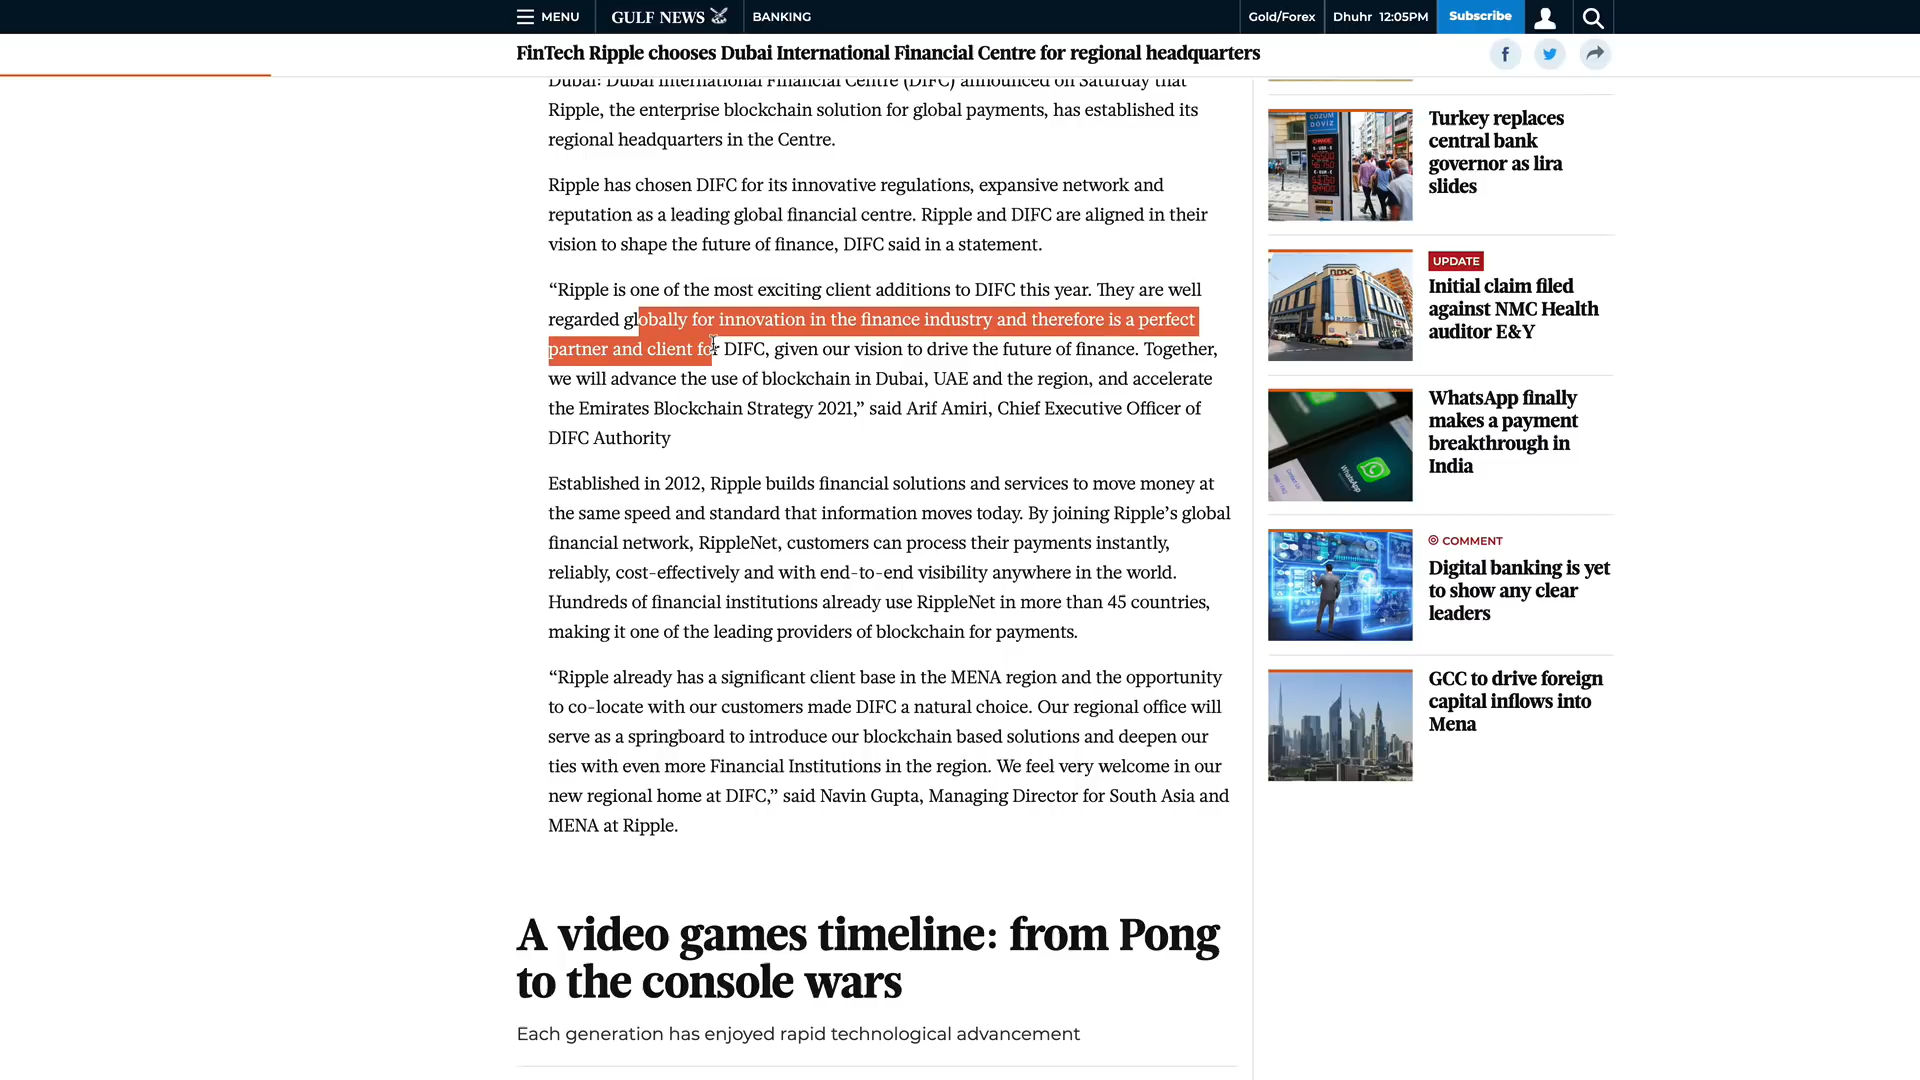 MENU
GULF NEWS
BANKING
Gold/Forex
Dhuhr 12:05PM
Subscribe
FinTech Ripple chooses Dubai International Financial Centre for regional headquarters
Dubai: Dubai International Financial Centre (DIFC) announced on Saturday that
Ripple, the enterprise blockchain solution for global payments, has established its
regional headquarters in the Centre.
Ripple has chosen DIFC for its innovative regulations, expansive network and
reputation as a leading global financial centre. Ripple and DIFC are aligned in their
vision to shape the future of finance, DIFC said in a statement.
“Ripple is one of the most exciting client additions to DIFC this year. They are well
regarded globally for innovation in the finance industry and therefore is a perfect
partner and client for DIFC, given our vision to drive the future of finance. Together,
we will advance the use of blockchain in Dubai, UAE and the region, and accelerate
the Emirates Blockchain Strategy 2021,” said Arif Amiri, Chief Executive Officer of
DIFC Authority
Established in 2012, Ripple builds financial solutions and services to move money at
the same speed and standard that information moves today. By joining Ripple’s global
financial network, RippleNet, customers can process their payments instantly,
reliably, cost-effectively and with end-to-end visibility anywhere in the world.
Hundreds of financial institutions already use RippleNet in more than 45 countries,
making it one of the leading providers of blockchain for payments.
“Ripple already has a significant client base in the MENA region and the opportunity
to co-locate with our customers made DIFC a natural choice. Our regional office will
serve as a springboard to introduce our blockchain based solutions and deepen our
ties with even more Financial Institutions in the region. We feel very welcome in our
new regional home at DIFC,” said Navin Gupta, Managing Director for South Asia and
MENA at Ripple.
A video games timeline: from Pong
to the console wars
Each generation has enjoyed rapid technological advancement
Turkey replaces
central bank
governor as lira
slides
UPDATE
Initial claim filed
against NMC Health
auditor E&Y
nmc
WhatsApp finally
makes a payment
breakthrough in
India
WhatsApp
COMMENT
Digital banking is yet
to show any clear
leaders
GCC to drive foreign
capital inflows into
Mena